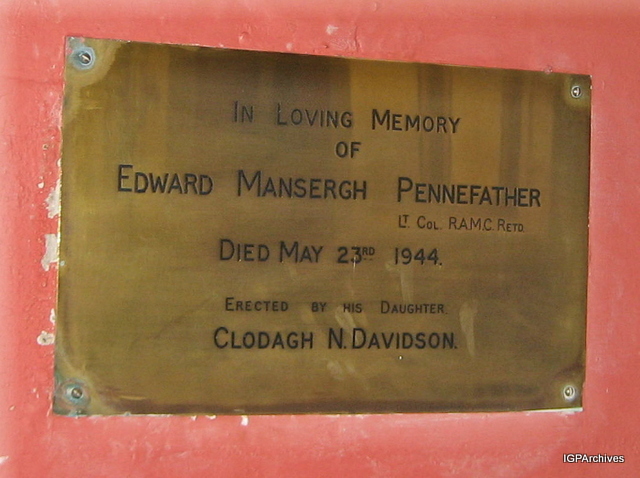 IN LOVING MEMORY
OF
EDWARD MANSERGH PENNEFATHER
LT. COL. R.A.M.C. RETD.
DIED MAY 23RD 1944.
ERECTED BY HIS DAUGHTER
CLODAGH N. DAVIDSON.
IGPArchives